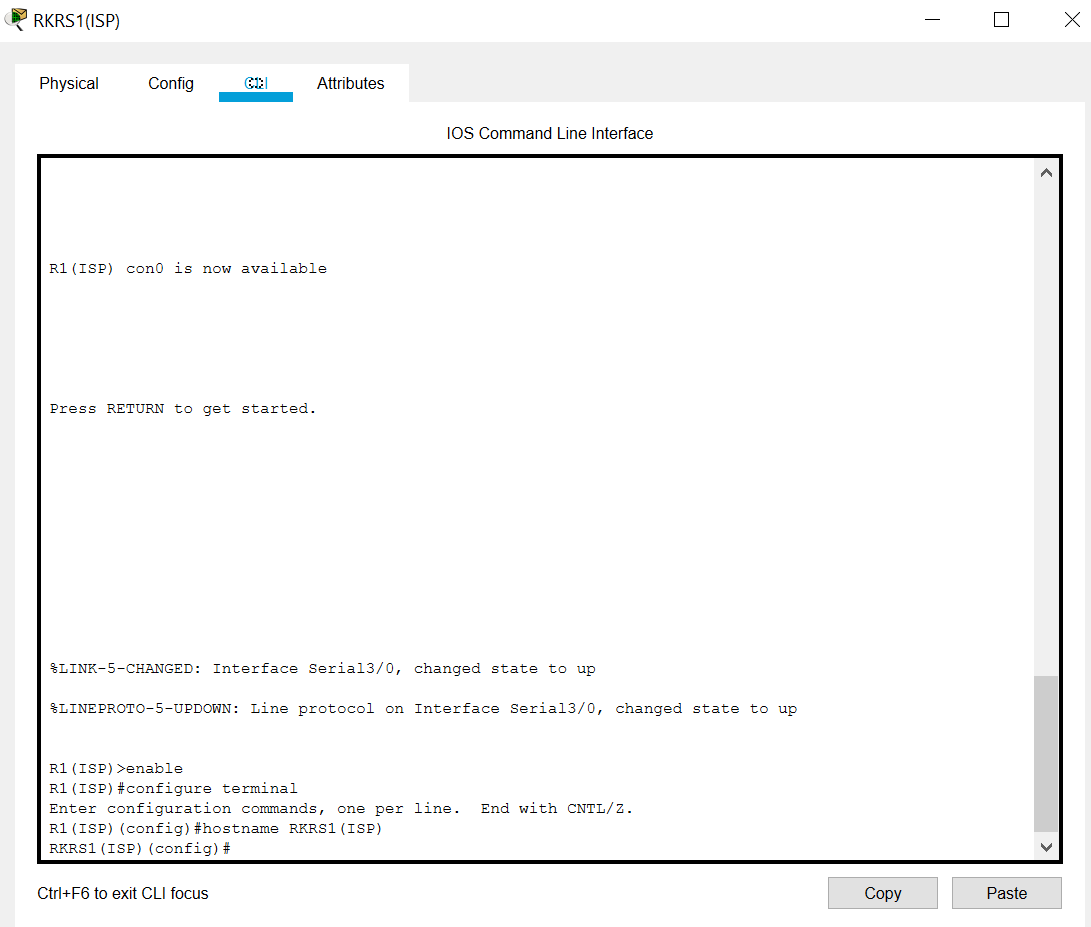 RKRS1(ISP)
Physical Config CLI Attributes
IOS Command Line Interface
R1(ISP) con0 is now available
Press RETURN to get started.
%LINK-5-CHANGED: Interface Serial3/0, changed state to up
%LINEPROTO-5-UPDOWN: Line protocol on Interface Serial3/0, changed state to up
R1(ISP)>enable
R1(ISP)#configure terminal
Enter configuration commands, one per line.  End with CNTL/Z.
R1(ISP)(config)#hostname RKRS1(ISP)
RKRS1(ISP)(config)#
Ctrl+F6 to exit CLI focus Copy Paste